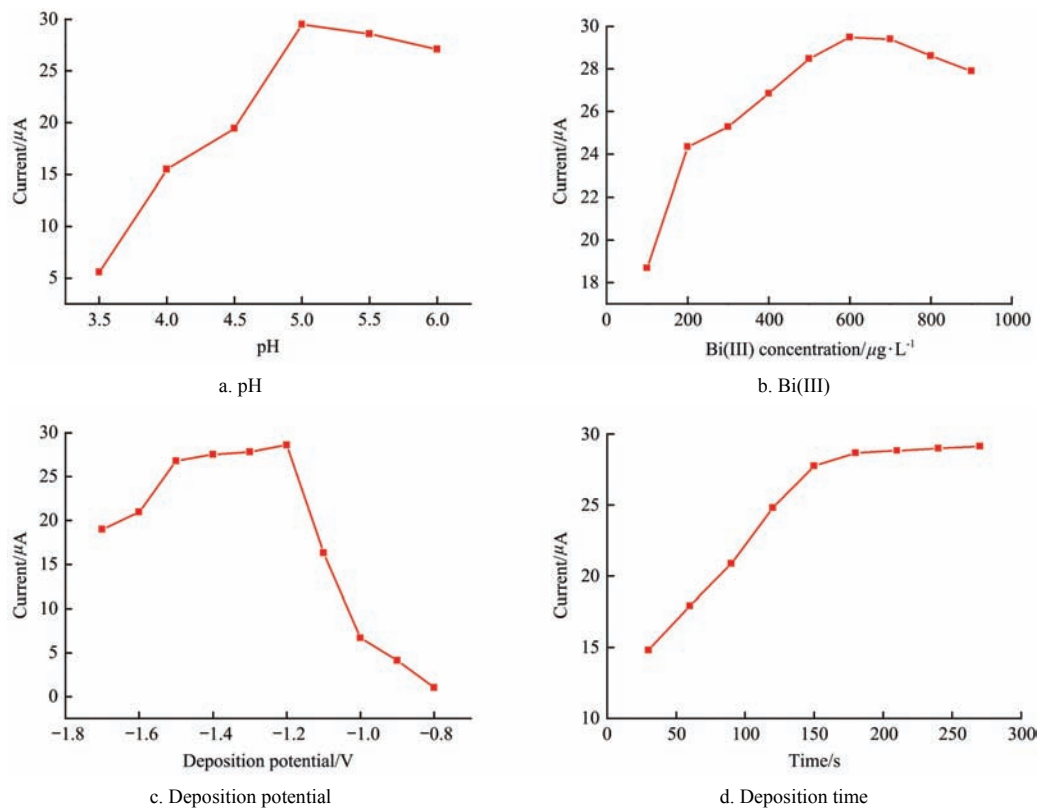 30
25
20
15
10
5
Current/μA
3.5 4.0 4.5 5.0 5.5 6.0
pH
a. pH
30
28
26
24
22
20
18
Current/μA
0 200 400 600 800 1000
Bi(III) concentration/μg·L⁻¹
b. Bi(III)
30
25
20
15
10
5
0
Current/μA
−1.8 −1.6 −1.4 −1.2 −1.0 −0.8
Deposition potential/V
c. Deposition potential
30
25
20
15
10
Current/μA
0 50 100 150 200 250 300
Time/s
d. Deposition time